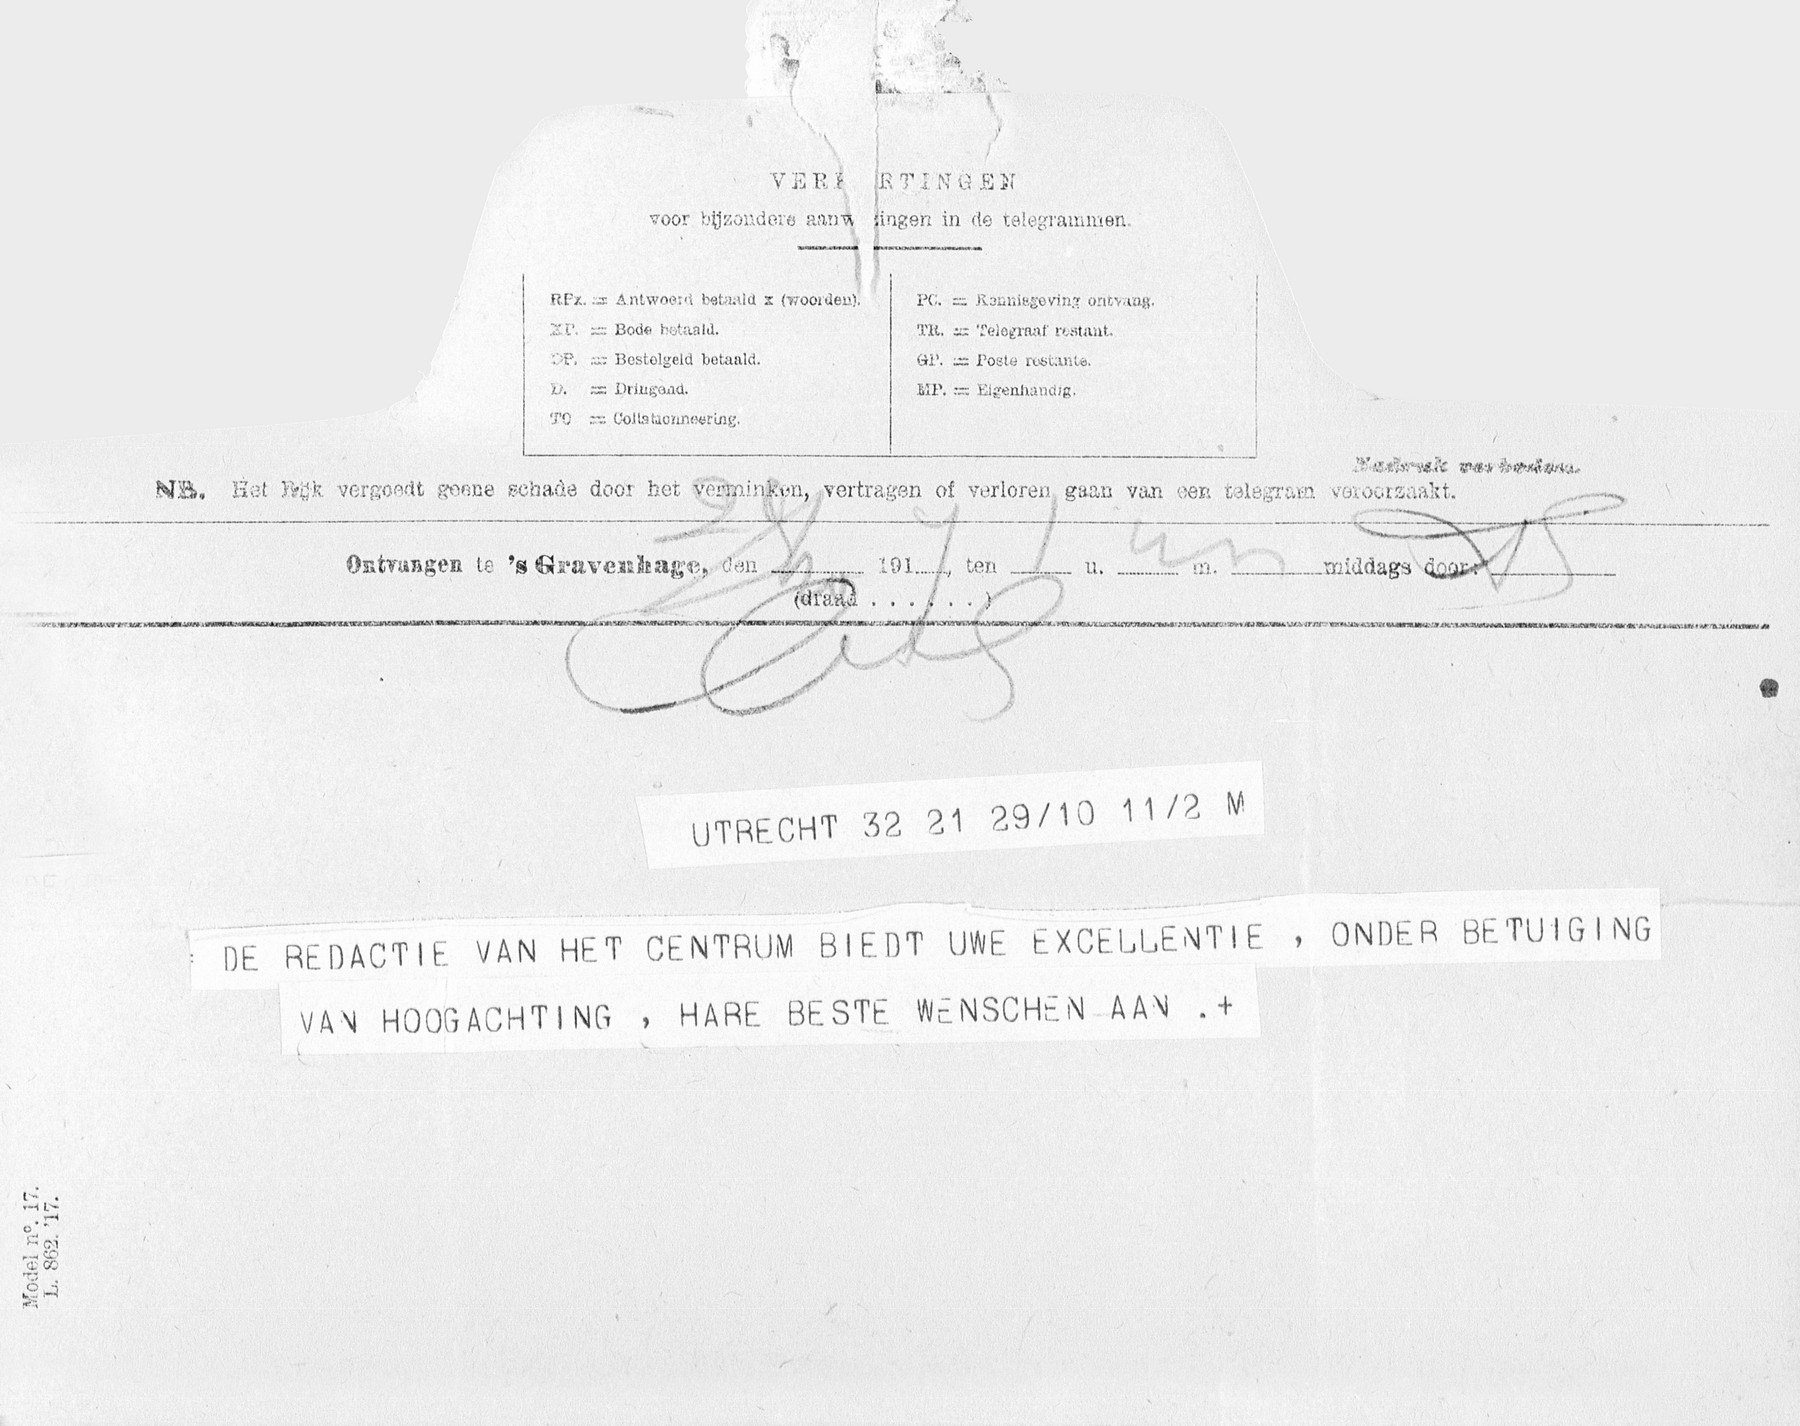 VERK RTINGEN
voor bijzondere aanw zingen in de telegrammen.
RPx. = Antwoord betaald x (woorden). PC. = Kennisgeving ontvang.
XP. = Bode betaald. TR. = Telegraaf restant.
OP. = Bestelgeld betaald. GP. = Poste restante.
D. = Dringend. MP. = Eigenhandig.
TC = Collationneering.
Nadruk verboden.
NB. Het Rijk vergoedt geene schade door het verminken, vertragen of verloren gaan van een telegram veroorzaakt.
Ontvangen te 's Gravenhage, den 191 , ten u. m. middags door:
(draad . . . . . . )
UTRECHT 32 21 29/10 11/2 M
: DE REDACTIE VAN HET CENTRUM BIEDT UWE EXCELLENTIE , ONDER BETUIGING
VAN HOOGACHTING , HARE BESTE WENSCHEN AAN . +
Model nº. 17.
L. 862. '17.